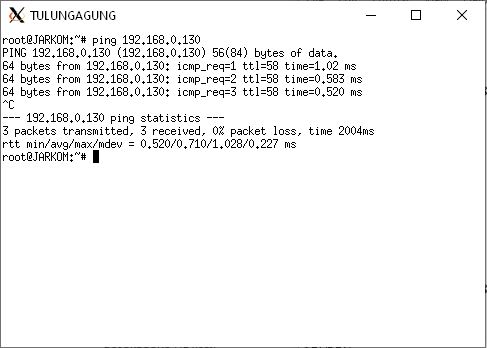 TULUNGAGUNG
root@JARKOM:~# ping 192.168.0.130
PING 192.168.0.130 (192.168.0.130) 56(84) bytes of data.
64 bytes from 192.168.0.130: icmp_req=1 ttl=58 time=1.02 ms
64 bytes from 192.168.0.130: icmp_req=2 ttl=58 time=0.583 ms
64 bytes from 192.168.0.130: icmp_req=3 ttl=58 time=0.520 ms
^C
--- 192.168.0.130 ping statistics ---
3 packets transmitted, 3 received, 0% packet loss, time 2004ms
rtt min/avg/max/mdev = 0.520/0.710/1.028/0.227 ms
root@JARKOM:~#